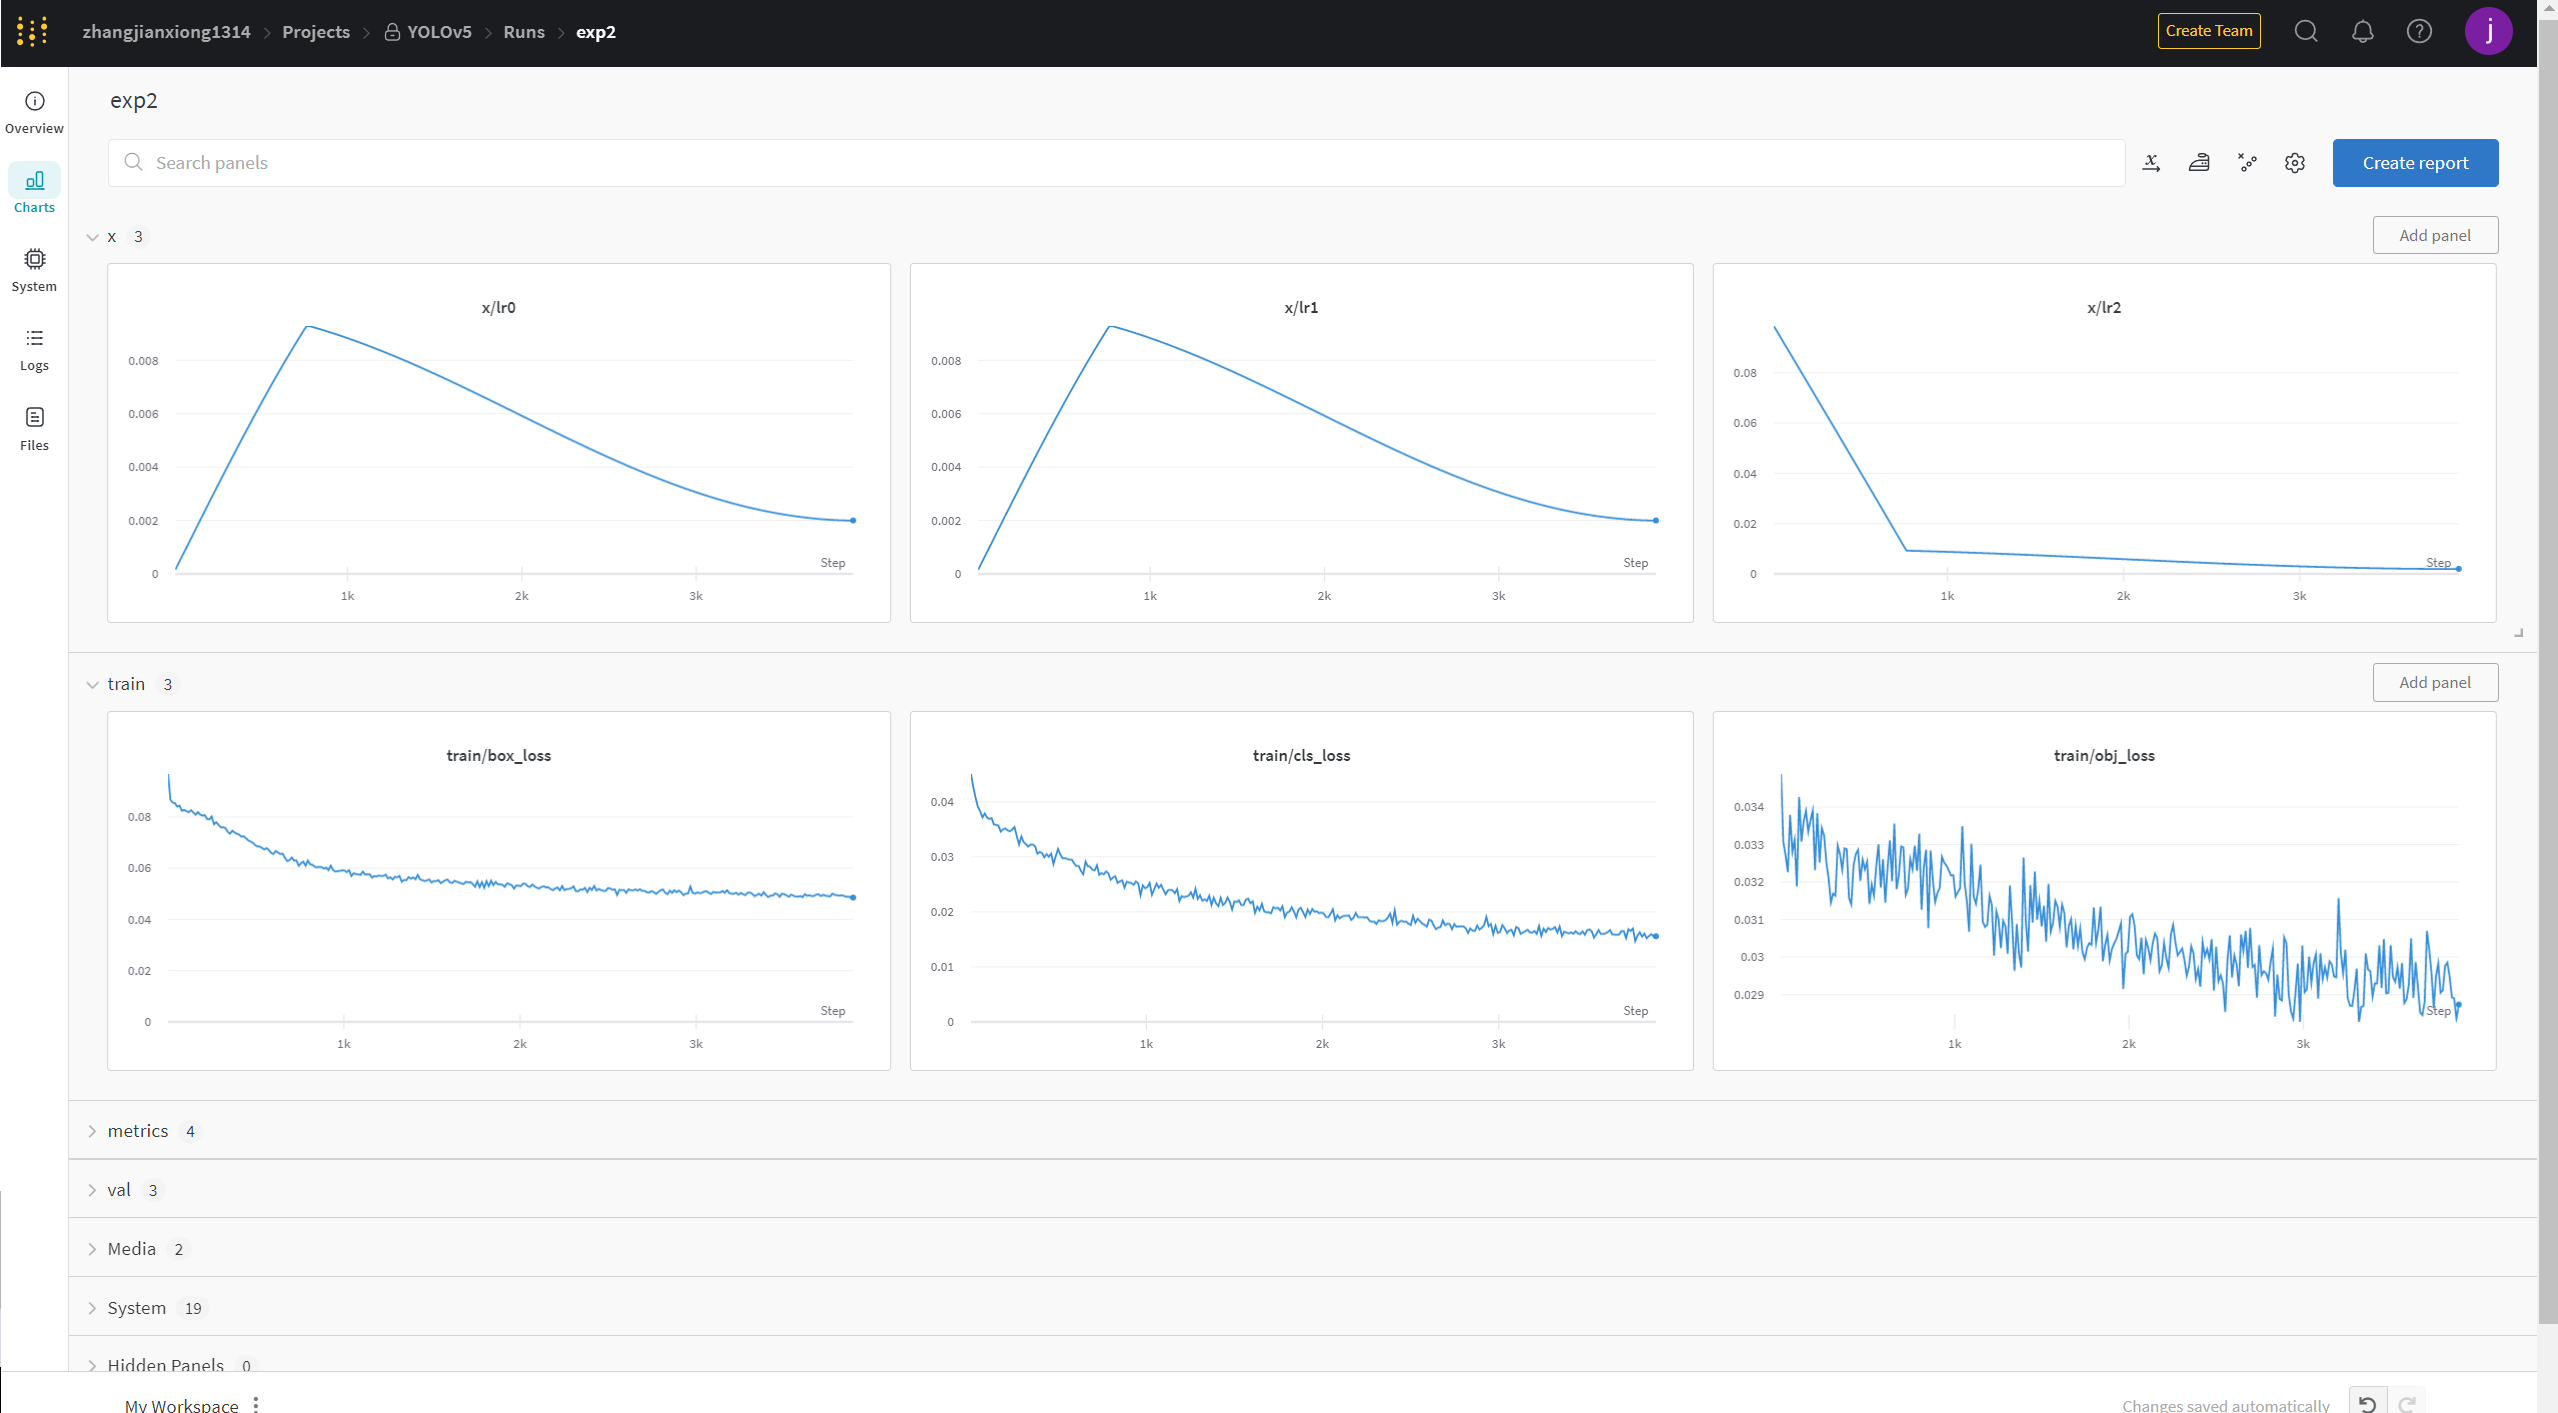 zhangjianxiong1314 > Projects > YOLOv5 > Runs > exp2
Create Team
j
Overview
Charts
System
Logs
Files
exp2
Search panels
Create report
x 3
Add panel
x/lr0
0.008
0.006
0.004
0.002
0
Step
1k 2k 3k
x/lr1
0.008
0.006
0.004
0.002
0
Step
1k 2k 3k
x/lr2
0.08
0.06
0.04
0.02
0
Step
1k 2k 3k
train 3
Add panel
train/box_loss
0.08
0.06
0.04
0.02
0
Step
1k 2k 3k
train/cls_loss
0.04
0.03
0.02
0.01
0
Step
1k 2k 3k
train/obj_loss
0.034
0.033
0.032
0.031
0.03
0.029
Step
1k 2k 3k
metrics 4
val 3
Media 2
System 19
Hidden Panels 0
My Workspace
Changes saved automatically